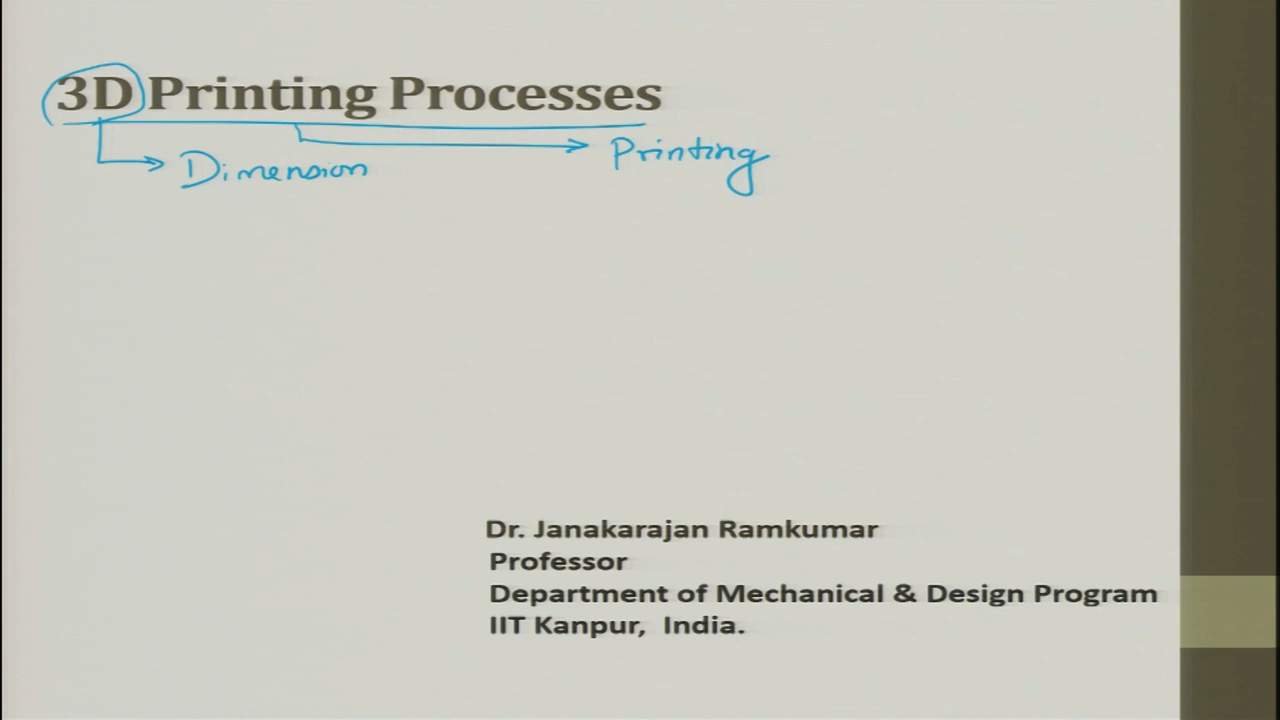 3D Printing Processes
Dimension
Printing
Dr. Janakarajan Ramkumar
Professor
Department of Mechanical & Design Program
IIT Kanpur, India.